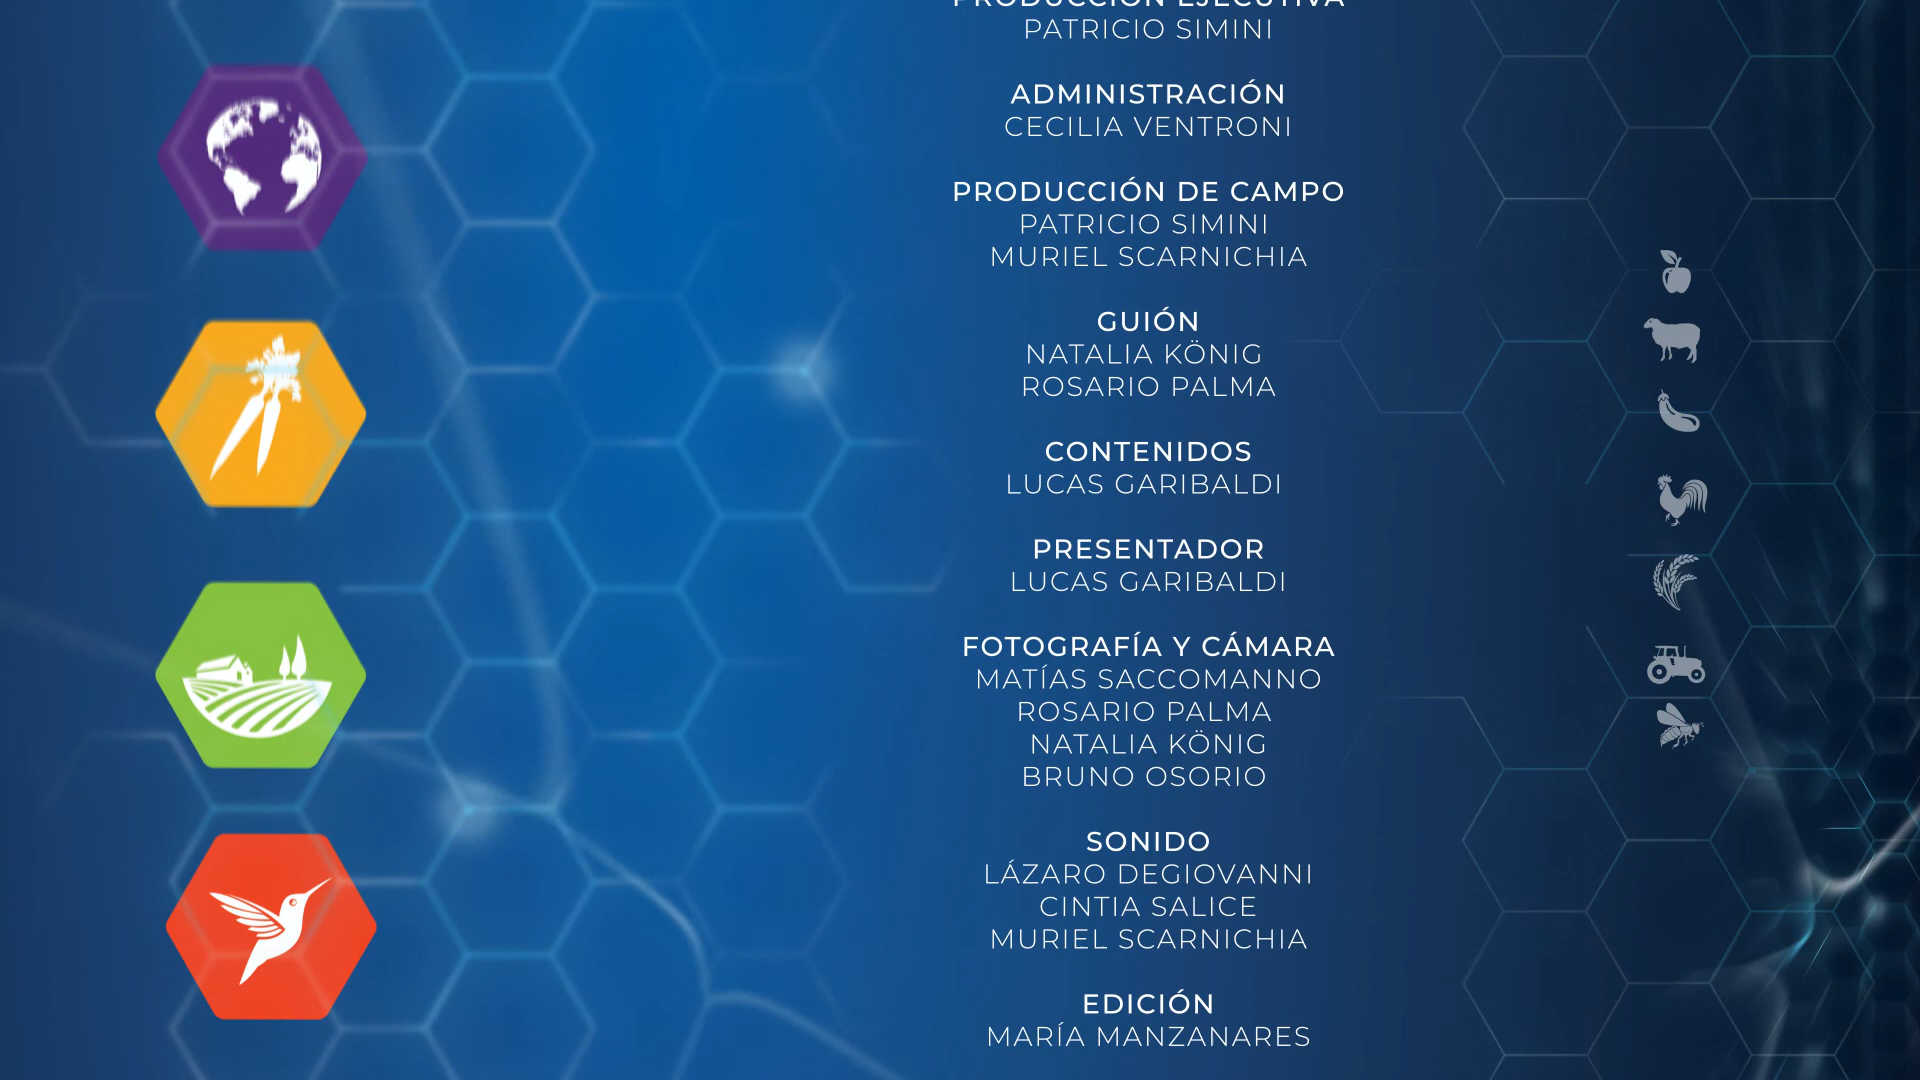 PRODUCCIÓN EJECUTIVA
PATRICIO SIMINI
ADMINISTRACIÓN
CECILIA VENTRONI
PRODUCCIÓN DE CAMPO
PATRICIO SIMINI
MURIEL SCARNICHIA
GUIÓN
NATALIA KÖNIG
ROSARIO PALMA
CONTENIDOS
LUCAS GARIBALDI
PRESENTADOR
LUCAS GARIBALDI
FOTOGRAFÍA Y CÁMARA
MATÍAS SACCOMANNO
ROSARIO PALMA
NATALIA KÖNIG
BRUNO OSORIO
SONIDO
LÁZARO DEGIOVANNI
CINTIA SALICE
MURIEL SCARNICHIA
EDICIÓN
MARÍA MANZANARES